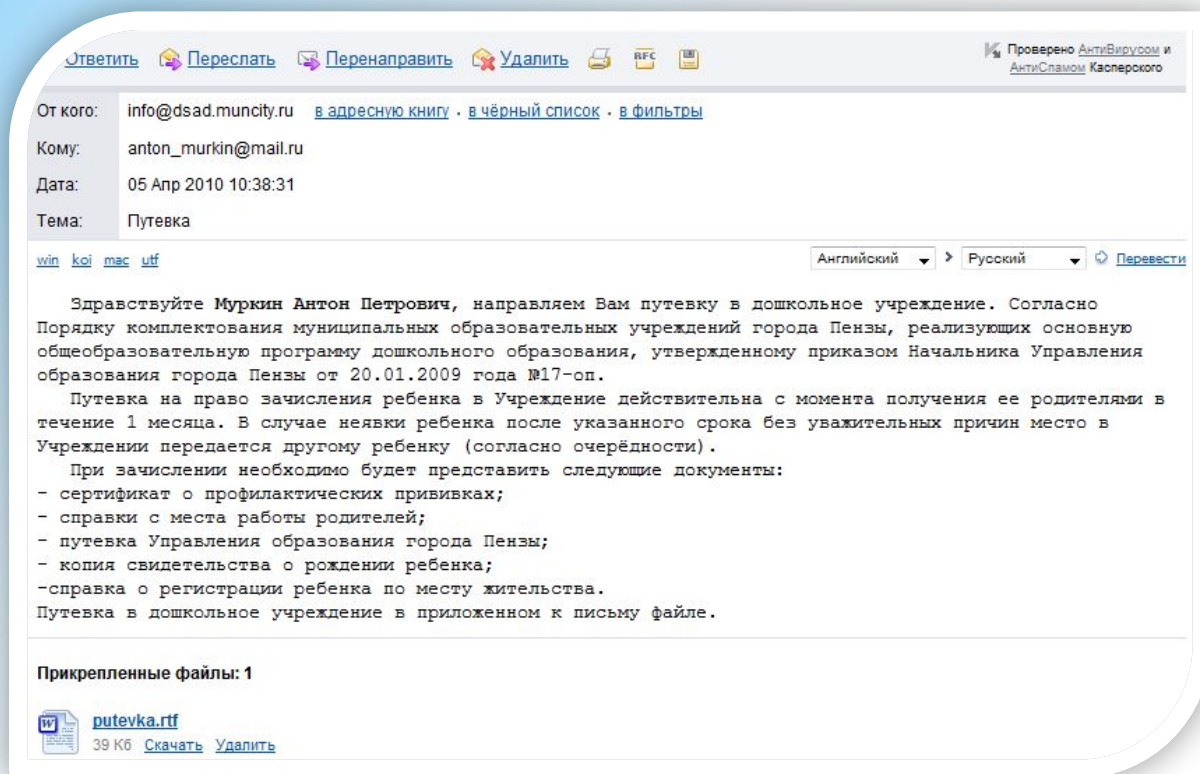 Ответить Переслать Перенаправить Удалить RFC Проверено АнтиВирусом и
АнтиСпамом Касперского
От кого: info@dsad.muncity.ru в адресную книгу . в чёрный список . в фильтры
Кому: anton_murkin@mail.ru
Дата: 05 Апр 2010 10:38:31
Тема: Путевка
win koi mac utf Английский > Русский Перевести
Здравствуйте Муркин Антон Петрович, направляем Вам путевку в дошкольное учреждение. Согласно
Порядку комплектования муниципальных образовательных учреждений города Пензы, реализующих основную
общеобразовательную программу дошкольного образования, утвержденному приказом Начальника Управления
образования города Пензы от 20.01.2009 года №17-оп.
Путевка на право зачисления ребенка в Учреждение действительна с момента получения ее родителями в
течение 1 месяца. В случае неявки ребенка после указанного срока без уважительных причин место в
Учреждении передается другому ребенку (согласно очерёдности).
При зачислении необходимо будет представить следующие документы:
- сертификат о профилактических прививках;
- справки с места работы родителей;
- путевка Управления образования города Пензы;
- копия свидетельства о рождении ребенка;
-справка о регистрации ребенка по месту жительства.
Путевка в дошкольное учреждение в приложенном к письму файле.
Прикрепленные файлы: 1
putevka.rtf
39 Кб Скачать Удалить